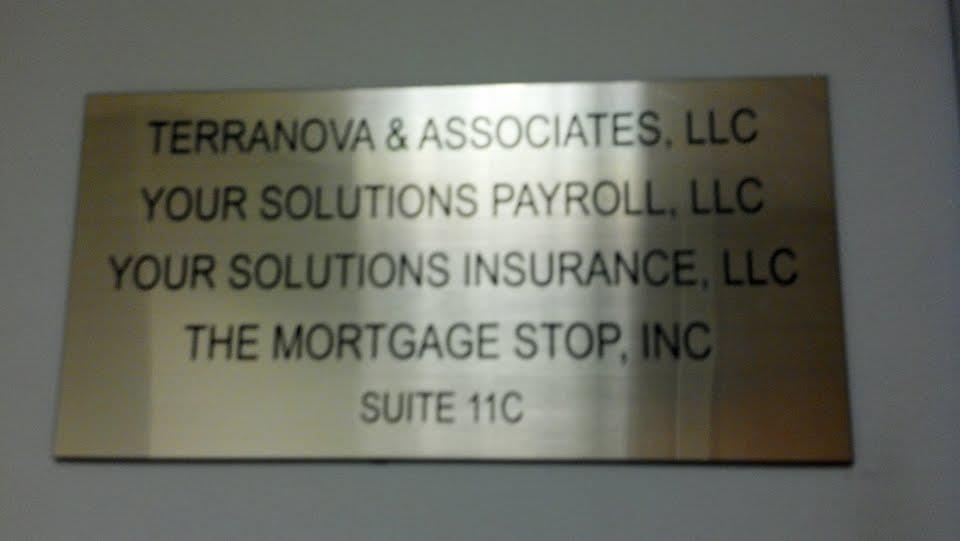 TERRANOVA & ASSOCIATES, LLC
YOUR SOLUTIONS PAYROLL, LLC
YOUR SOLUTIONS INSURANCE, LLC
THE MORTGAGE STOP, INC
SUITE 11C